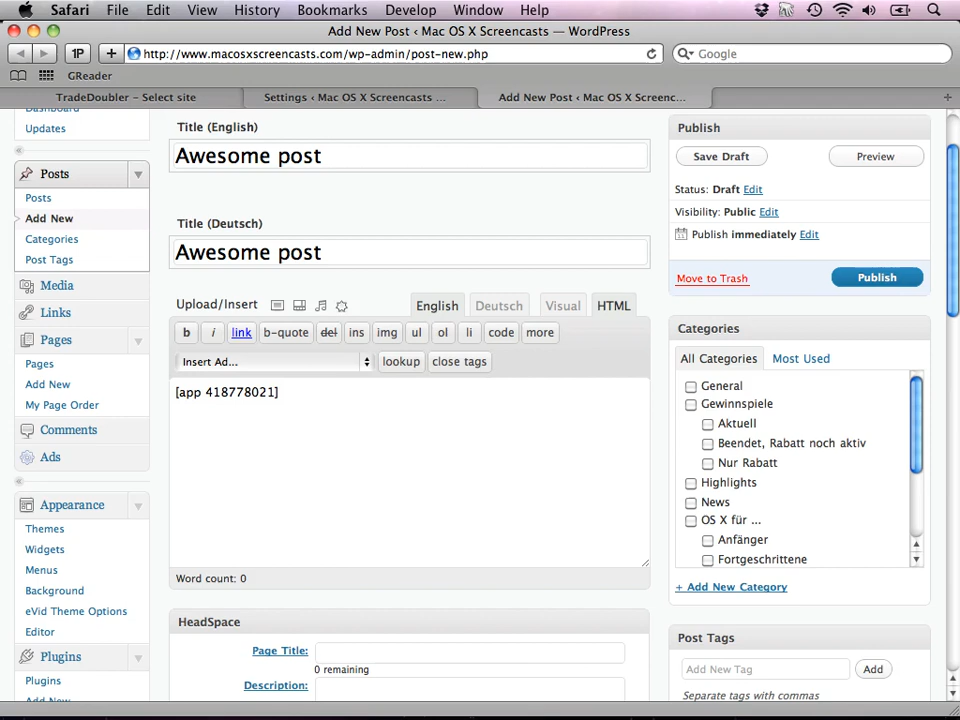 Safari File Edit View History Bookmarks Develop Window Help
Add New Post ‹ Mac OS X Screencasts — WordPress
1P + http://www.macosxscreencasts.com/wp-admin/post-new.php Google
GReader
TradeDoubler – Select site Settings ‹ Mac OS X Screencasts ... Add New Post ‹ Mac OS X Screenc... +
Dashboard
Updates
Posts
Posts
Add New
Categories
Post Tags
Media
Links
Pages
Pages
Add New
My Page Order
Comments
Ads
Appearance
Themes
Widgets
Menus
Background
eVid Theme Options
Editor
Plugins
Plugins
Add New
Title (English)
Awesome post
Title (Deutsch)
Awesome post
Upload/Insert English Deutsch Visual HTML
b i link b-quote del ins img ul ol li code more
Insert Ad... lookup close tags
[app 418778021]
Word count: 0
HeadSpace
Page Title:
0 remaining
Description:
Publish
Save Draft Preview
Status: Draft Edit
Visibility: Public Edit
Publish immediately Edit
Move to Trash Publish
Categories
All Categories Most Used
General
Gewinnspiele
Aktuell
Beendet, Rabatt noch aktiv
Nur Rabatt
Highlights
News
OS X für ...
Anfänger
Fortgeschrittene
+ Add New Category
Post Tags
Add New Tag Add
Separate tags with commas